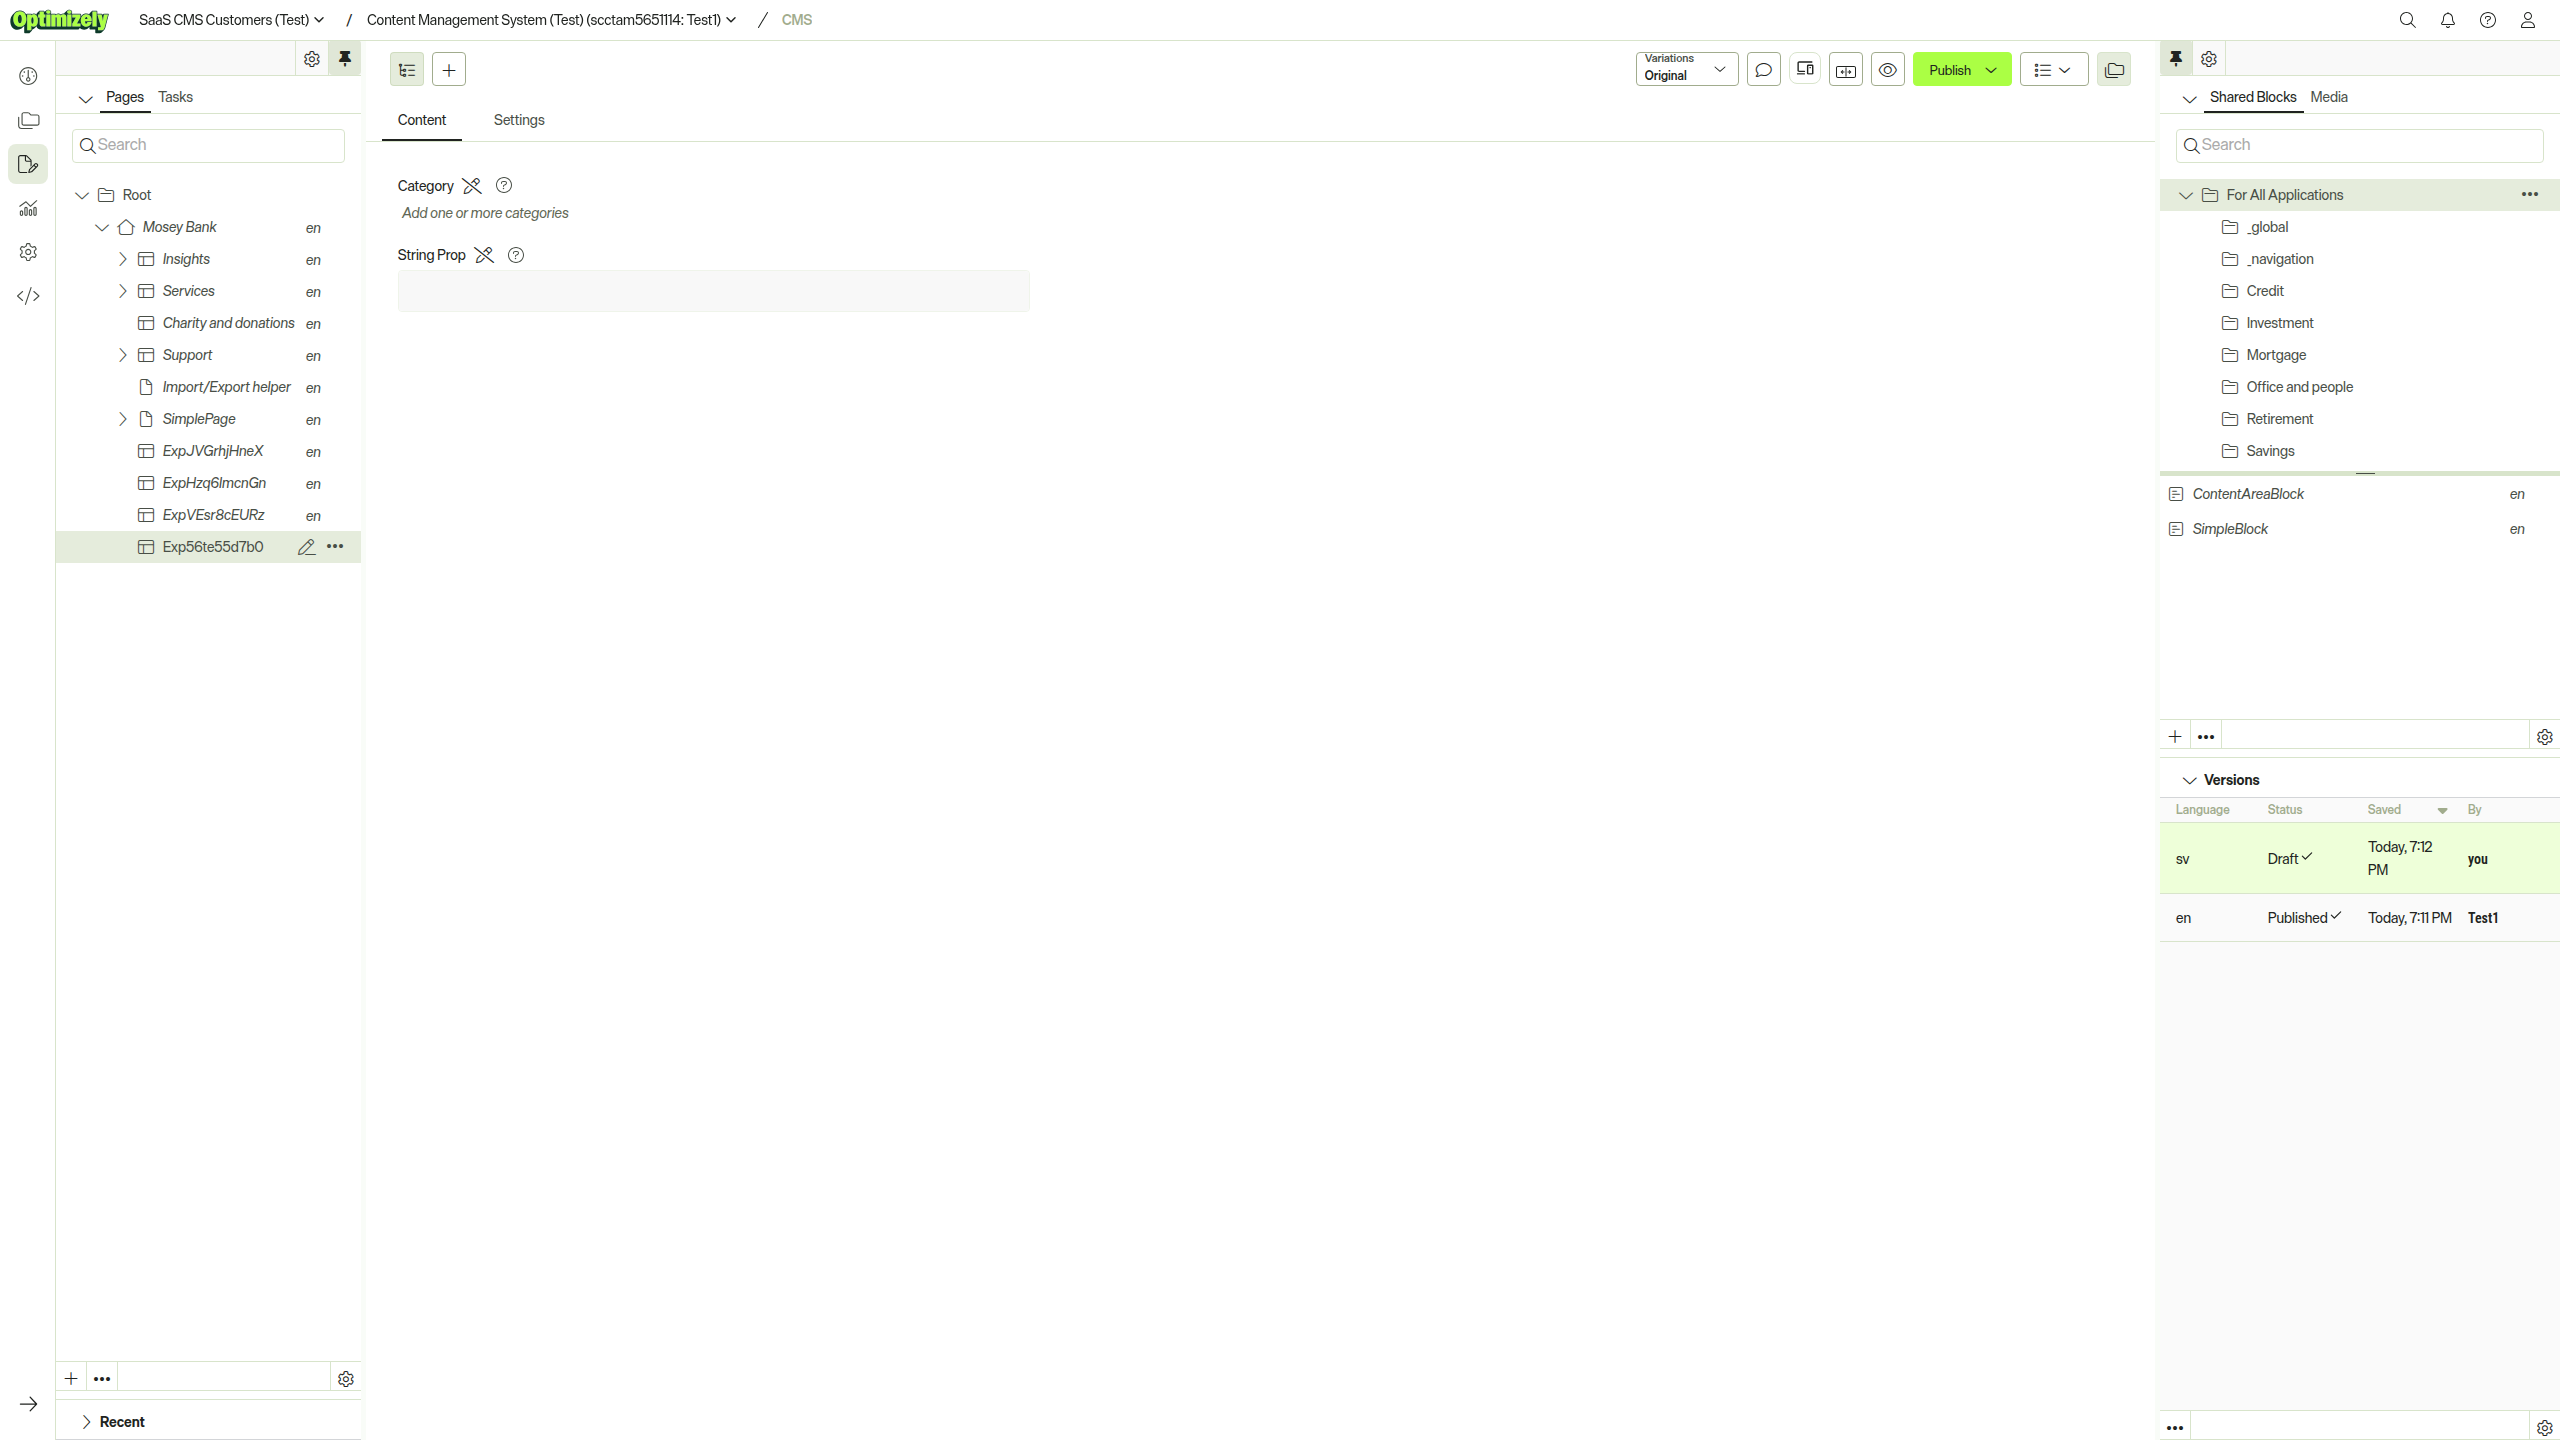 Optimizely
SaaS CMS Customers (Test) / Content Management System (Test) (scctam5651114: Test1) / CMS
Pages Tasks
Search
Root
Mosey Bank en
Insights en
Services en
Charity and donations en
Support en
Import/Export helper en
SimplePage en
ExpJVGrhjHneX en
ExpHzq6lmcnGn en
ExpVEsr8cEURz en
Exp56te55d7b0
Recent
Variations
Original
Publish
Content Settings
Category
Add one or more categories
String Prop
Shared Blocks Media
Search
For All Applications
_global
_navigation
Credit
Investment
Mortgage
Office and people
Retirement
Savings
ContentAreaBlock en
SimpleBlock en
Versions
Language Status Saved By
sv Draft Today, 7:12 PM you
en Published Today, 7:11 PM Test1